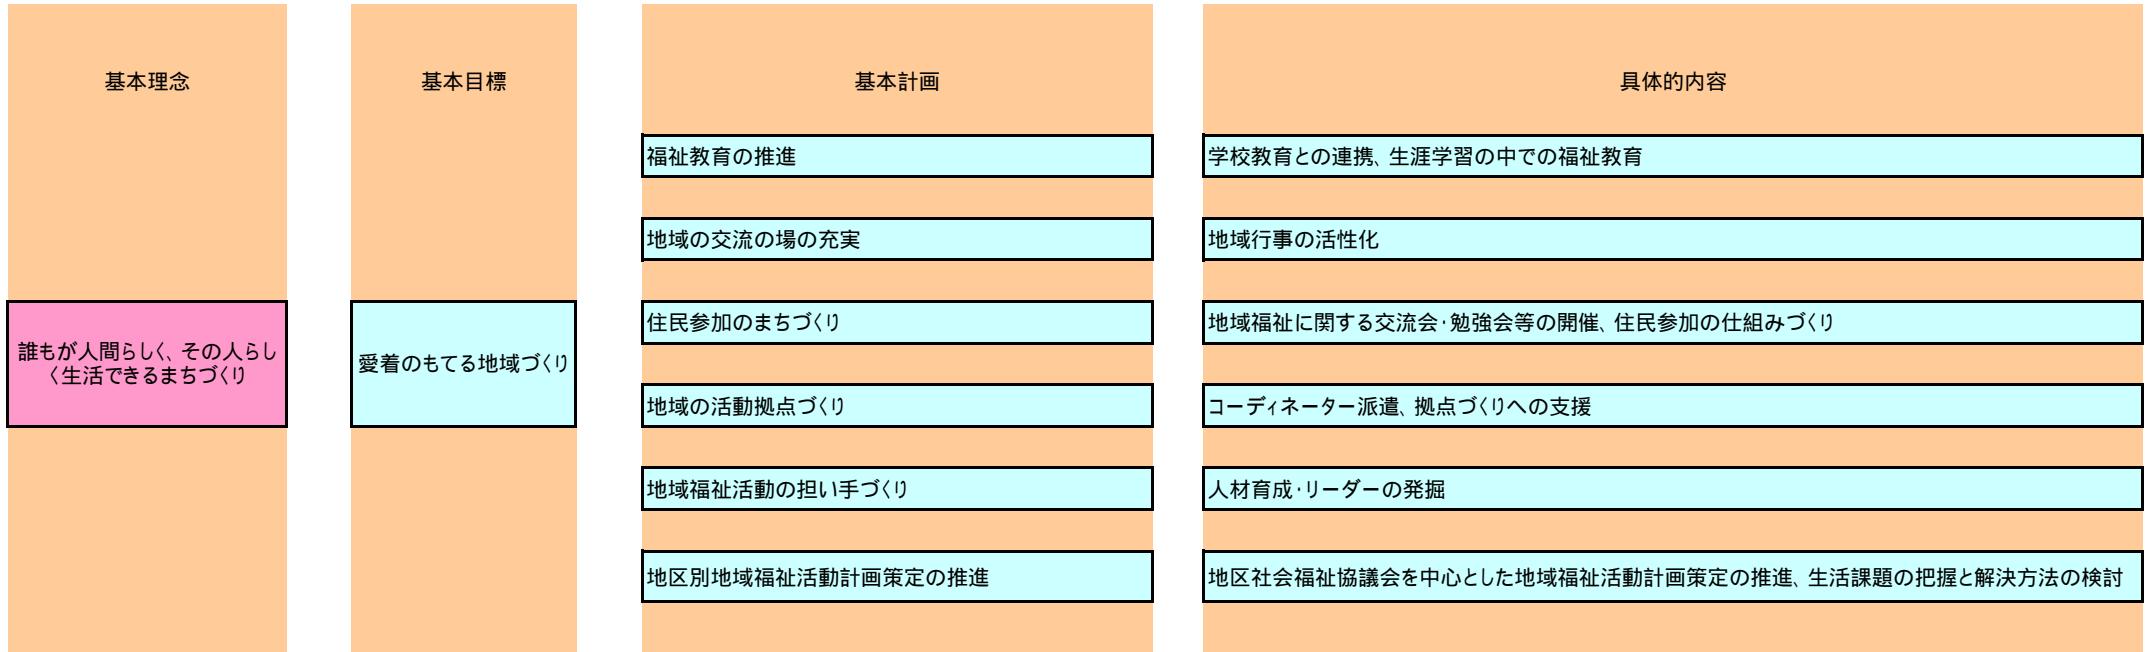 基本理念
基本目標
基本計画
具体的内容
福祉教育の推進
学校教育との連携、生涯学習の中での福祉教育
地域の交流の場の充実
地域行事の活性化
誰もが人間らしく、その人らし
く生活できるまちづくり
愛着のもてる地域づくり
住民参加のまちづくり
地域福祉に関する交流会・勉強会等の開催、住民参加の仕組みづくり
地域の活動拠点づくり
コーディネーター派遣、拠点づくりへの支援
地域福祉活動の担い手づくり
人材育成・リーダーの発掘
地区別地域福祉活動計画策定の推進
地区社会福祉協議会を中心とした地域福祉活動計画策定の推進、生活課題の把握と解決方法の検討